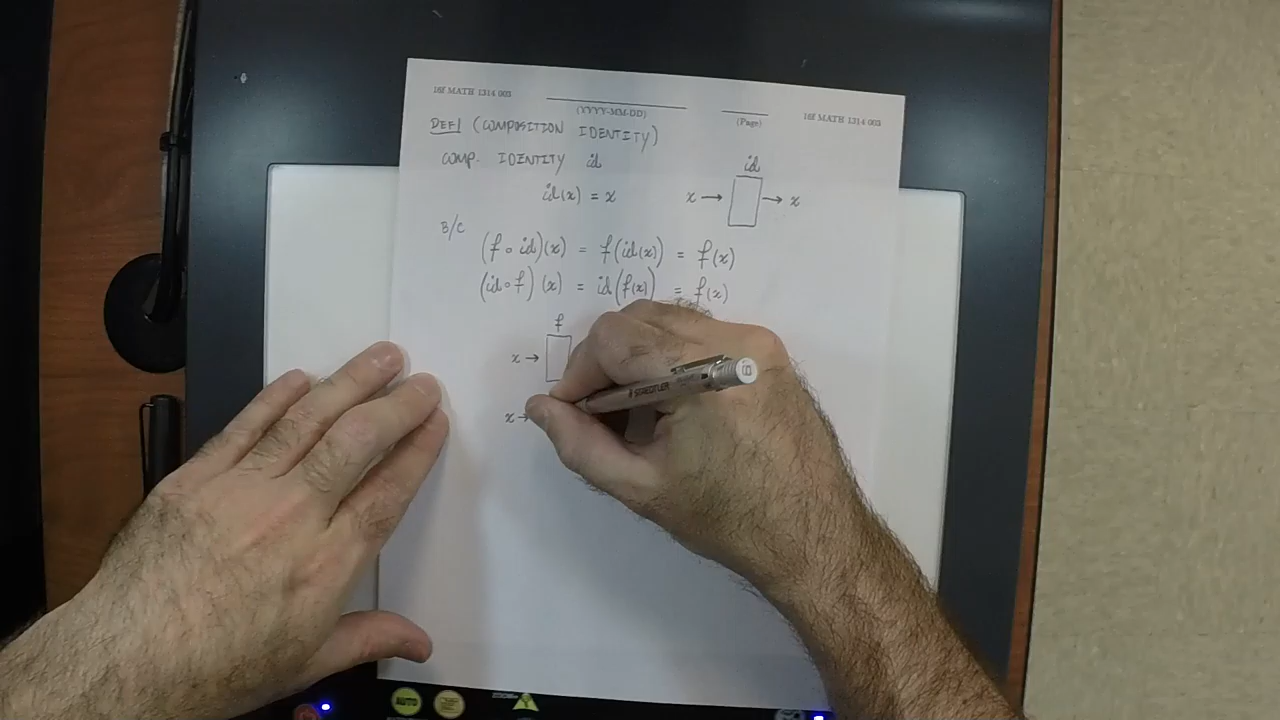 16f MATH 1314 003
(YYYY-MM-DD)
(Page)
16f MATH 1314 003
DEF| (COMPOSITION IDENTITY)
COMP. IDENTITY id
id(x) = x
id
x → → x
B/C
(f ∘ id)(x) = f(id(x)) = f(x)
(id ∘ f)(x) = id(f(x)) = f(x)
f
x →
x →
STAEDTLER
B
AUTO